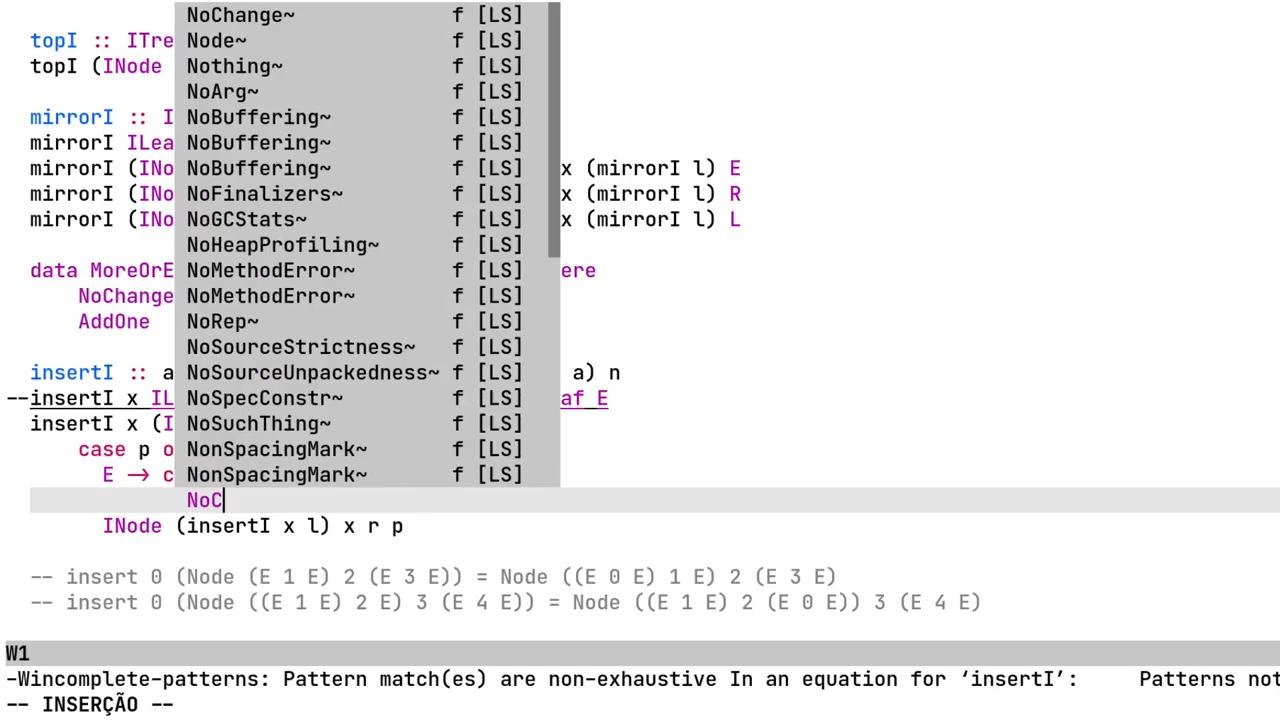 NoChange~ f [LS]
topI :: ITre Node~ f [LS]
topI (INode Nothing~ f [LS]
NoArg~ f [LS]
mirrorI :: I NoBuffering~ f [LS]
mirrorI ILea NoBuffering~ f [LS]
mirrorI (INo NoBuffering~ f [LS] x (mirrorI l) E
mirrorI (INo NoFinalizers~ f [LS] x (mirrorI l) R
mirrorI (INo NoGCStats~ f [LS] x (mirrorI l) L
NoHeapProfiling~ f [LS]
data MoreOrE NoMethodError~ f [LS] ere
NoChange NoMethodError~ f [LS]
AddOne NoRep~ f [LS]
NoSourceStrictness~ f [LS]
insertI :: a NoSourceUnpackedness~ f [LS] a) n
--insertI x IL NoSpecConstr~ f [LS] af E
insertI x (I NoSuchThing~ f [LS]
case p o NonSpacingMark~ f [LS]
E -> c NonSpacingMark~ f [LS]
NoC
INode (insertI x l) x r p
-- insert 0 (Node (E 1 E) 2 (E 3 E)) = Node ((E 0 E) 1 E) 2 (E 3 E)
-- insert 0 (Node ((E 1 E) 2 E) 3 (E 4 E)) = Node ((E 1 E) 2 (E 0 E)) 3 (E 4 E)
W1
-Wincomplete-patterns: Pattern match(es) are non-exhaustive In an equation for ‘insertI’: Patterns not
-- INSERÇÃO --